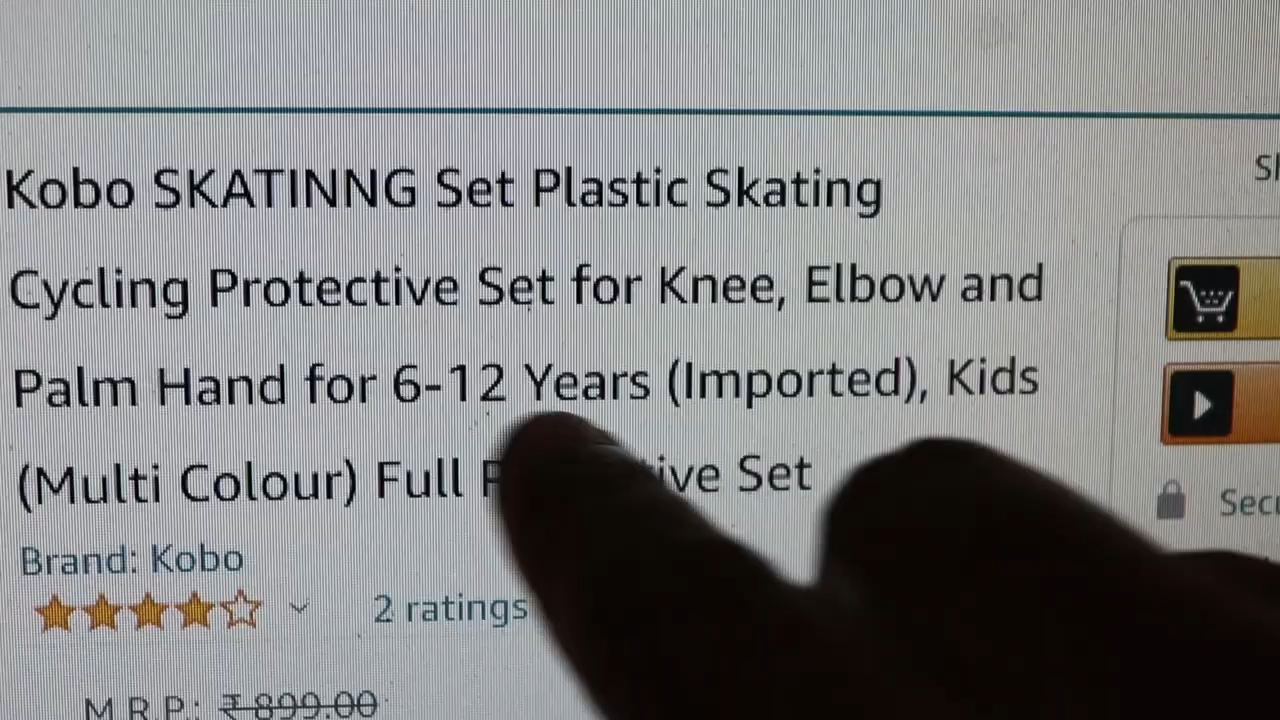 Kobo SKATINNG Set Plastic Skating
Cycling Protective Set for Knee, Elbow and
Palm Hand for 6-12 Years (Imported), Kids
(Multi Colour) Full Set
Brand: Kobo
2 ratings
M.R.P.: ₹ 899.00